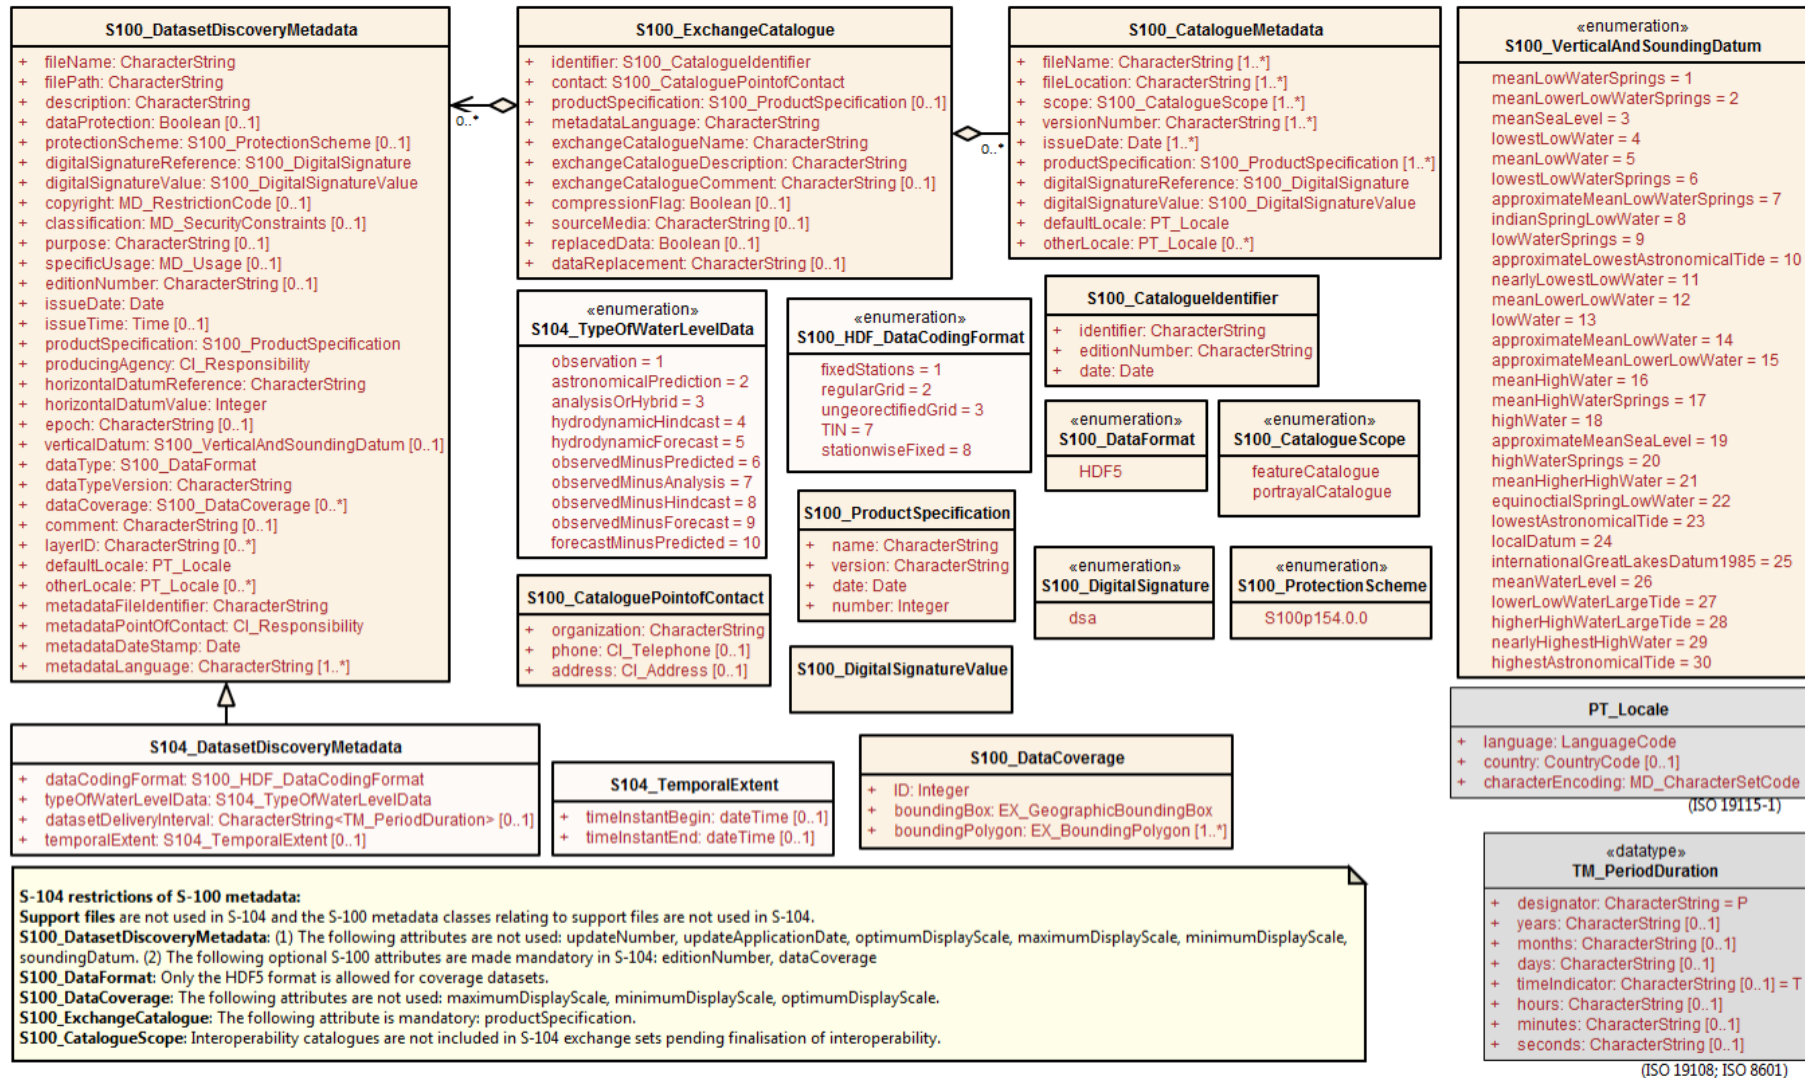 S100_DatasetDiscoveryMetadata
+ fileName: CharacterString
+ filePath: CharacterString
+ description: CharacterString
+ dataProtection: Boolean [0..1]
+ protectionScheme: S100_ProtectionScheme [0..1]
+ digitalSignatureReference: S100_DigitalSignature
+ digitalSignatureValue: S100_DigitalSignatureValue
+ copyright: MD_RestrictionCode [0..1]
+ classification: MD_SecurityConstraints [0..1]
+ purpose: CharacterString [0..1]
+ specificUsage: MD_Usage [0..1]
+ editionNumber: CharacterString [0..1]
+ issueDate: Date
+ issueTime: Time [0..1]
+ productSpecification: S100_ProductSpecification
+ producingAgency: CI_Responsibility
+ horizontalDatumReference: CharacterString
+ horizontalDatumValue: Integer
+ epoch: CharacterString [0..1]
+ verticalDatum: S100_VerticalAndSoundingDatum [0..1]
+ dataType: S100_DataFormat
+ dataTypeVersion: CharacterString
+ dataCoverage: S100_DataCoverage [0..*]
+ comment: CharacterString [0..1]
+ layerID: CharacterString [0..*]
+ defaultLocale: PT_Locale
+ otherLocale: PT_Locale [0..*]
+ metadataFileIdentifier: CharacterString
+ metadataPointOfContact: CI_Responsibility
+ metadataDateStamp: Date
+ metadataLanguage: CharacterString [1..*]
0..*
S100_ExchangeCatalogue
+ identifier: S100_CatalogueIdentifier
+ contact: S100_CataloguePointofContact
+ productSpecification: S100_ProductSpecification [0..1]
+ metadataLanguage: CharacterString
+ exchangeCatalogueName: CharacterString
+ exchangeCatalogueDescription: CharacterString
+ exchangeCatalogueComment: CharacterString [0..1]
+ compressionFlag: Boolean [0..1]
+ sourceMedia: CharacterString [0..1]
+ replacedData: Boolean [0..1]
+ dataReplacement: CharacterString [0..1]
0..*
S100_CatalogueMetadata
+ fileName: CharacterString [1..*]
+ fileLocation: CharacterString [1..*]
+ scope: S100_CatalogueScope [1..*]
+ versionNumber: CharacterString [1..*]
+ issueDate: Date [1..*]
+ productSpecification: S100_ProductSpecification [1..*]
+ digitalSignatureReference: S100_DigitalSignature
+ digitalSignatureValue: S100_DigitalSignatureValue
+ defaultLocale: PT_Locale
+ otherLocale: PT_Locale [0..*]
«enumeration»
S100_VerticalAndSoundingDatum
meanLowWaterSprings = 1
meanLowerLowWaterSprings = 2
meanSeaLevel = 3
lowestLowWater = 4
meanLowWater = 5
lowestLowWaterSprings = 6
approximateMeanLowWaterSprings = 7
indianSpringLowWater = 8
lowWaterSprings = 9
approximateLowestAstronomicalTide = 10
nearlyLowestLowWater = 11
meanLowerLowWater = 12
lowWater = 13
approximateMeanLowWater = 14
approximateMeanLowerLowWater = 15
meanHighWater = 16
meanHighWaterSprings = 17
highWater = 18
approximateMeanSeaLevel = 19
highWaterSprings = 20
meanHigherHighWater = 21
equinoctialSpringLowWater = 22
lowestAstronomicalTide = 23
localDatum = 24
internationalGreatLakesDatum1985 = 25
meanWaterLevel = 26
lowerLowWaterLargeTide = 27
higherHighWaterLargeTide = 28
nearlyHighestHighWater = 29
highestAstronomicalTide = 30
«enumeration»
S104_TypeOfWaterLevelData
observation = 1
astronomicalPrediction = 2
analysisOrHybrid = 3
hydrodynamicHindcast = 4
hydrodynamicForecast = 5
observedMinusPredicted = 6
observedMinusAnalysis = 7
observedMinusHindcast = 8
observedMinusForecast = 9
forecastMinusPredicted = 10
«enumeration»
S100_HDF_DataCodingFormat
fixedStations = 1
regularGrid = 2
ungeorectifiedGrid = 3
TIN = 7
stationwiseFixed = 8
S100_CatalogueIdentifier
+ identifier: CharacterString
+ editionNumber: CharacterString
+ date: Date
«enumeration»
S100_DataFormat
HDF5
«enumeration»
S100_CatalogueScope
featureCatalogue
portrayalCatalogue
S100_ProductSpecification
+ name: CharacterString
+ version: CharacterString
+ date: Date
+ number: Integer
«enumeration»
S100_DigitalSignature
dsa
«enumeration»
S100_ProtectionScheme
S100p154.0.0
S100_CataloguePointofContact
+ organization: CharacterString
+ phone: CI_Telephone [0..1]
+ address: CI_Address [0..1]
S100_DigitalSignatureValue
PT_Locale
+ language: LanguageCode
+ country: CountryCode [0..1]
+ characterEncoding: MD_CharacterSetCode
(ISO 19115-1)
S104_DatasetDiscoveryMetadata
+ dataCodingFormat: S100_HDF_DataCodingFormat
+ typeOfWaterLevelData: S104_TypeOfWaterLevelData
+ datasetDeliveryInterval: CharacterString<TM_PeriodDuration> [0..1]
+ temporalExtent: S104_TemporalExtent [0..1]
S104_TemporalExtent
+ timeInstantBegin: dateTime [0..1]
+ timeInstantEnd: dateTime [0..1]
S100_DataCoverage
+ ID: Integer
+ boundingBox: EX_GeographicBoundingBox
+ boundingPolygon: EX_BoundingPolygon [1..*]
«datatype»
TM_PeriodDuration
+ designator: CharacterString = P
+ years: CharacterString [0..1]
+ months: CharacterString [0..1]
+ days: CharacterString [0..1]
+ timeIndicator: CharacterString [0..1] = T
+ hours: CharacterString [0..1]
+ minutes: CharacterString [0..1]
+ seconds: CharacterString [0..1]
(ISO 19108; ISO 8601)
S-104 restrictions of S-100 metadata:
Support files are not used in S-104 and the S-100 metadata classes relating to support files are not used in S-104.
S100_DatasetDiscoveryMetadata: (1) The following attributes are not used: updateNumber, updateApplicationDate, optimumDisplayScale, maximumDisplayScale, minimumDisplayScale,
soundingDatum. (2) The following optional S-100 attributes are made mandatory in S-104: editionNumber, dataCoverage
S100_DataFormat: Only the HDF5 format is allowed for coverage datasets.
S100_DataCoverage: The following attributes are not used: maximumDisplayScale, minimumDisplayScale, optimumDisplayScale.
S100_ExchangeCatalogue: The following attribute is mandatory: productSpecification.
S100_CatalogueScope: Interoperability catalogues are not included in S-104 exchange sets pending finalisation of interoperability.